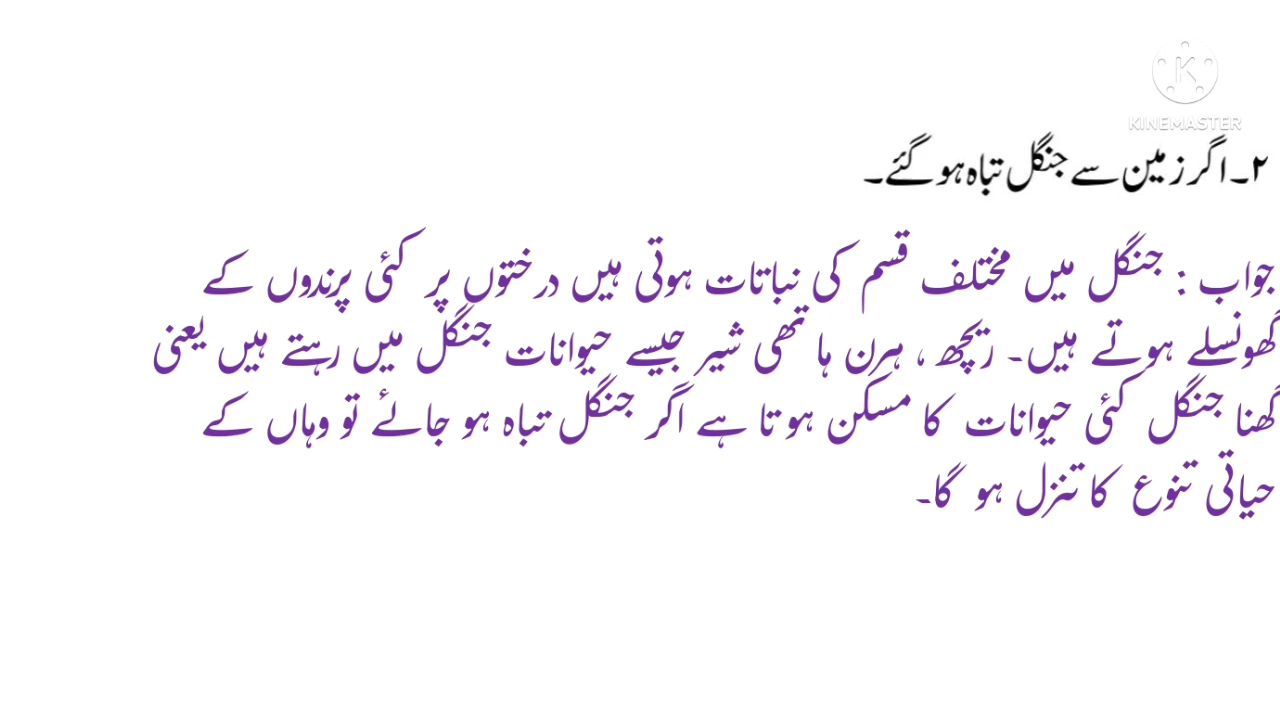 KINEMASTER
۲۔اگر زمین سے جنگل تباہ ہوگئے۔
جواب : جنگل میں مختلف قسم کی نباتات ہوتی ہیں درختوں پر کئی پرندوں کے
گھونسلے ہوتے ہیں۔ ریچھ ، ہرن ہاتھی شیر جیسے حیوانات جنگل میں رہتے ہیں یعنی
گھنا جنگل کئی حیوانات کا مسکن ہوتا ہے اگر جنگل تباہ ہو جائے تو وہاں کے
حیاتی تنوع کا تنزل ہو گا۔